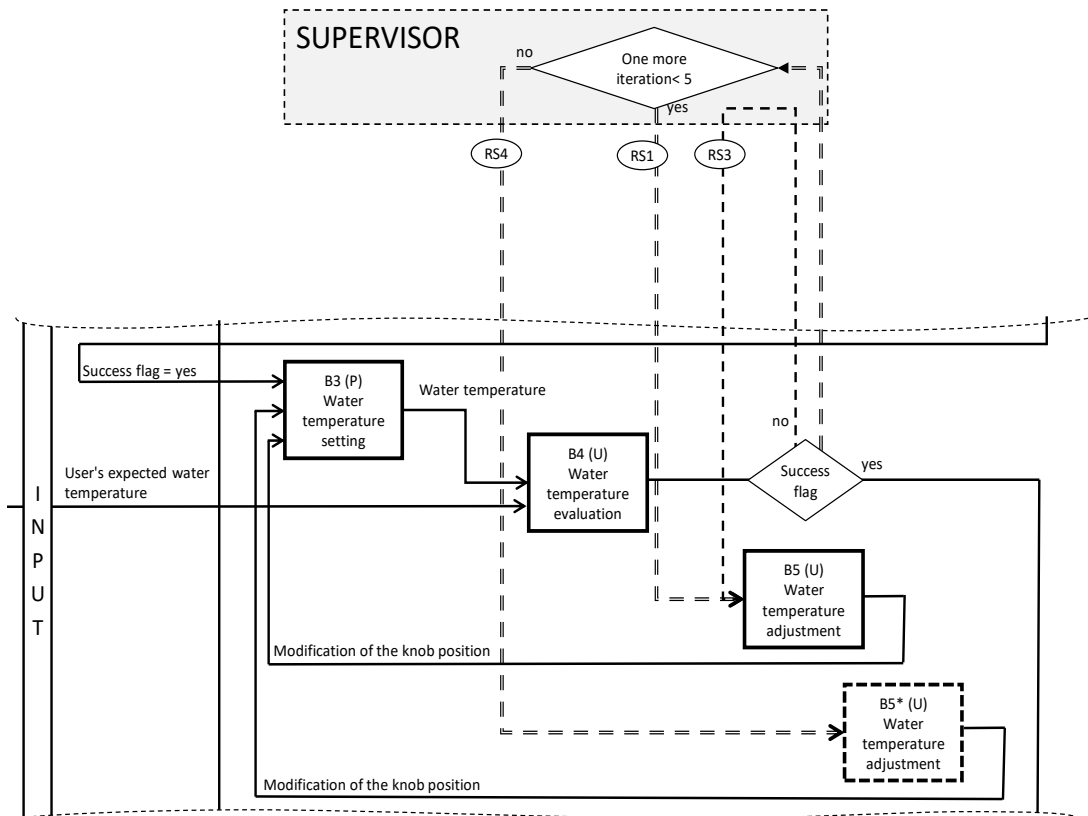 SUPERVISOR
no
One more
iteration< 5
yes
RS4
RS1
RS3
Success flag = yes
B3 (P)
Water
temperature
setting
Water temperature
no
User's expected water
temperature
B4 (U)
Water
temperature
evaluation
Success
flag
yes
I
N
P
U
T
B5 (U)
Water
temperature
adjustment
Modification of the knob position
B5* (U)
Water
temperature
adjustment
Modification of the knob position